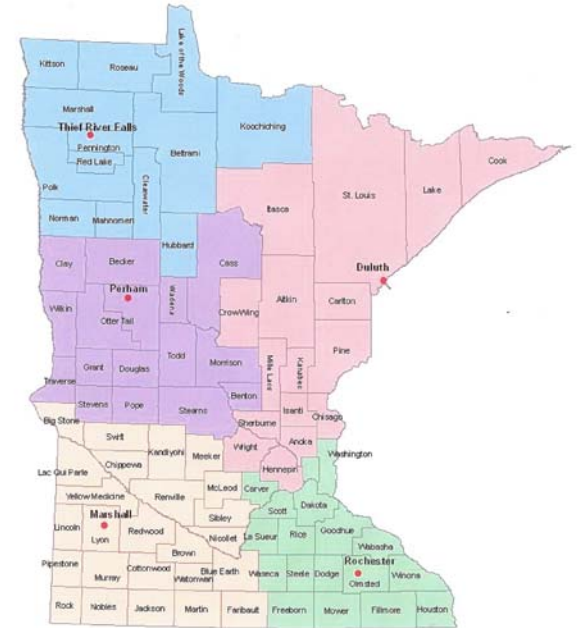 Kittson
Roseau
Lake of the Woods
Marshall
Thief River Falls
Pennington
Red Lake
Polk
Clearwater
Beltrami
Koochiching
Norman
Mahnomen
Hubbard
Itasca
St. Louis
Lake
Cook
Clay
Becker
Cass
Duluth
Perham
Wadena
Wilkin
Otter Tail
CrowWing
Aitkin
Carlton
Pine
Todd
Morrison
Mille Lacs
Kanabec
Grant
Douglas
Traverse
Benton
Stevens
Pope
Stearns
Isanti
Chisago
Sherburne
Big Stone
Anoka
Swift
Kandiyohi
Meeker
Wright
Washington
Chippewa
Hennepin
Lac Qui Parle
McLeod
Carver
Yellow Medicine
Renville
Scott
Dakota
Marshall
Sibley
Lincoln
Lyon
Redwood
Nicollet
La Sueur
Rice
Goodhue
Wabasha
Brown
Pipestone
Cottonwood
Blue Earth
Rochester
Murray
Watonwan
Waseca
Steele
Dodge
Olmsted
Winona
Rock
Nobles
Jackson
Martin
Faribault
Freeborn
Mower
Fillmore
Houston